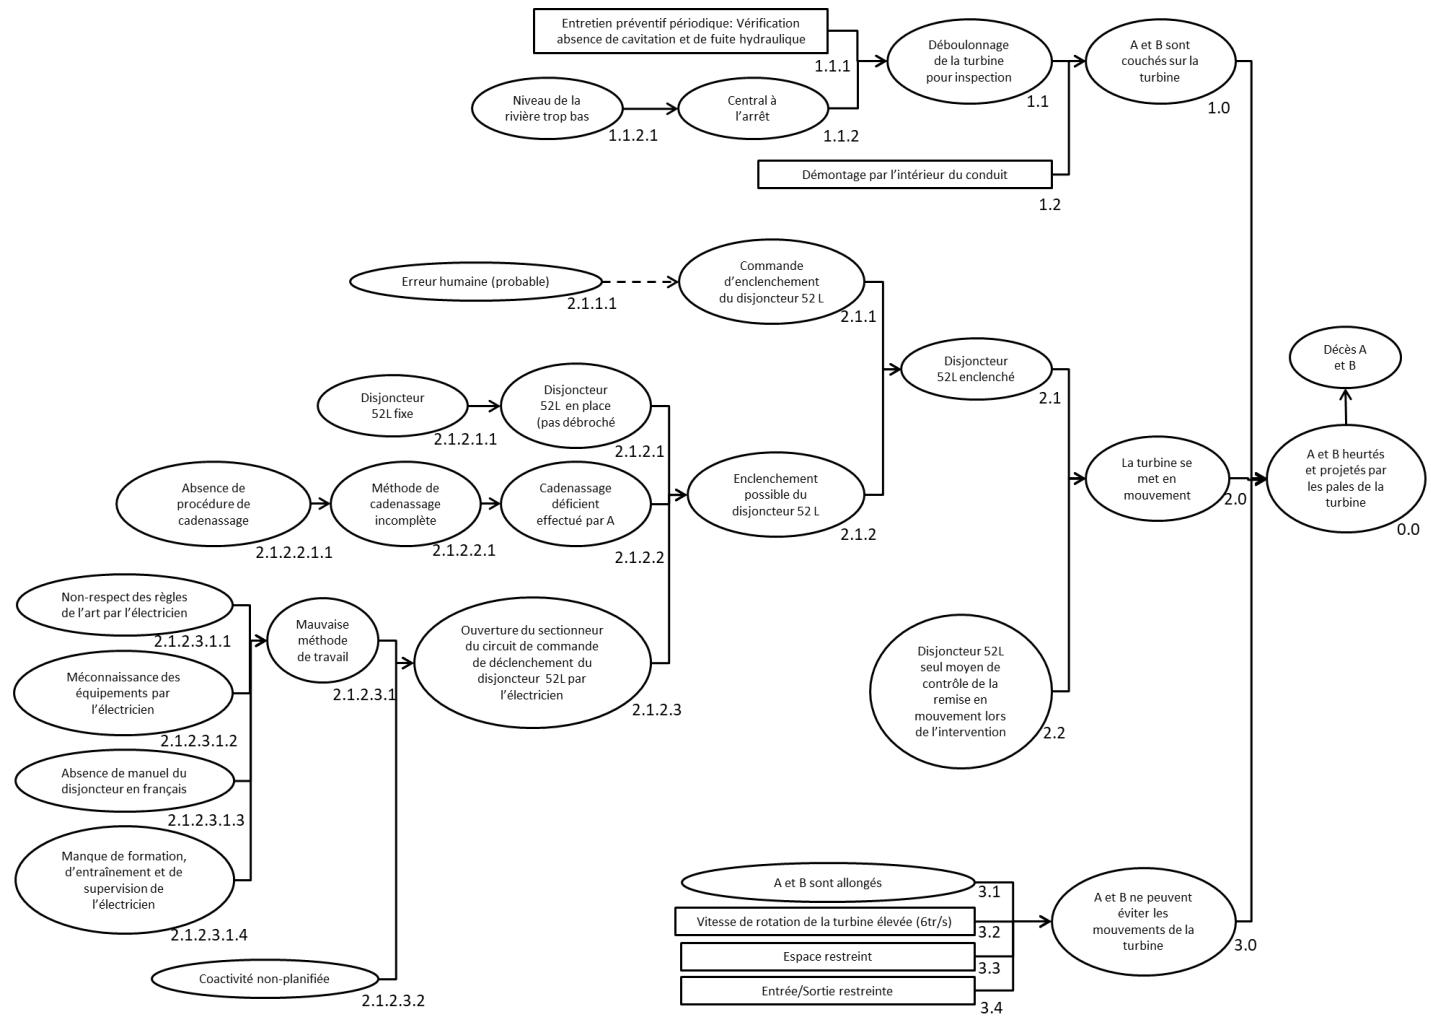 Entretien préventif périodique: Vérification
absence de cavitation et de fuite hydraulique
1.1.1
Niveau de la
rivière trop bas
1.1.2.1
Central à
l'arrêt
1.1.2
Déboulonnage
de la turbine
pour inspection
1.1
A et B sont
couchés sur la
turbine
1.0
Démontage par l'intérieur du conduit
1.2
Erreur humaine (probable)
2.1.1.1
Commande
d'enclenchement
du disjoncteur 52 L
2.1.1
Disjoncteur
52L fixe
2.1.2.1.1
Disjoncteur
52L en place
(pas débroché
2.1.2.1
Disjoncteur
52L enclenché
2.1
Décès A
et B
Absence de
procédure de
cadenassage
2.1.2.2.1.1
Méthode de
cadenassage
incomplète
2.1.2.2.1
Cadenassage
déficient
effectué par A
2.1.2.2
Enclenchement
possible du
disjoncteur 52 L
2.1.2
La turbine se
met en
mouvement
2.0
A et B heurtés
et projetés par
les pales de la
turbine
0.0
Non-respect des règles
de l'art par l'électricien
2.1.2.3.1.1
Méconnaissance des
équipements par
l'électricien
2.1.2.3.1.2
Absence de manuel du
disjoncteur en français
2.1.2.3.1.3
Manque de formation,
d'entraînement et de
supervision de
l'électricien
2.1.2.3.1.4
Mauvaise
méthode
de travail
2.1.2.3.1
Ouverture du sectionneur
du circuit de commande
de déclenchement du
disjoncteur 52L par
l'électricien
2.1.2.3
Disjoncteur 52L
seul moyen de
contrôle de la
remise en
mouvement lors
de l'intervention
2.2
Coactivité non-planifiée
2.1.2.3.2
A et B sont allongés
3.1
Vitesse de rotation de la turbine élevée (6tr/s)
3.2
Espace restreint
3.3
Entrée/Sortie restreinte
3.4
A et B ne peuvent
éviter les
mouvements de la
turbine
3.0